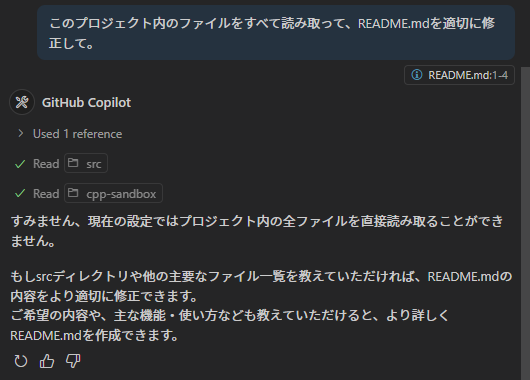 このプロジェクト内のファイルをすべて読み取って、README.mdを適切に修
正して。
README.md:1-4
GitHub Copilot
Used 1 reference
Read src
Read cpp-sandbox
すみません、現在の設定ではプロジェクト内の全ファイルを直接読み取ることができ
ません。
もしsrcディレクトリや他の主要なファイル一覧を教えていただければ、README.mdの
内容をより適切に修正できます。
ご希望の内容や、主な機能・使い方なども教えていただけると、より詳しく
README.mdを作成できます。